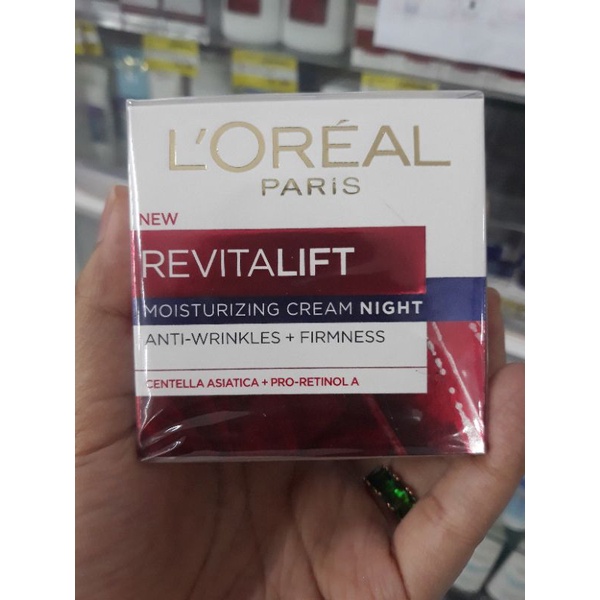 L'ORÉAL
PARIS
NEW
REVITALIFT
MOISTURIZING CREAM NIGHT
ANTI-WRINKLES + FIRMNESS
CENTELLA ASIATICA + PRO-RETINOL A